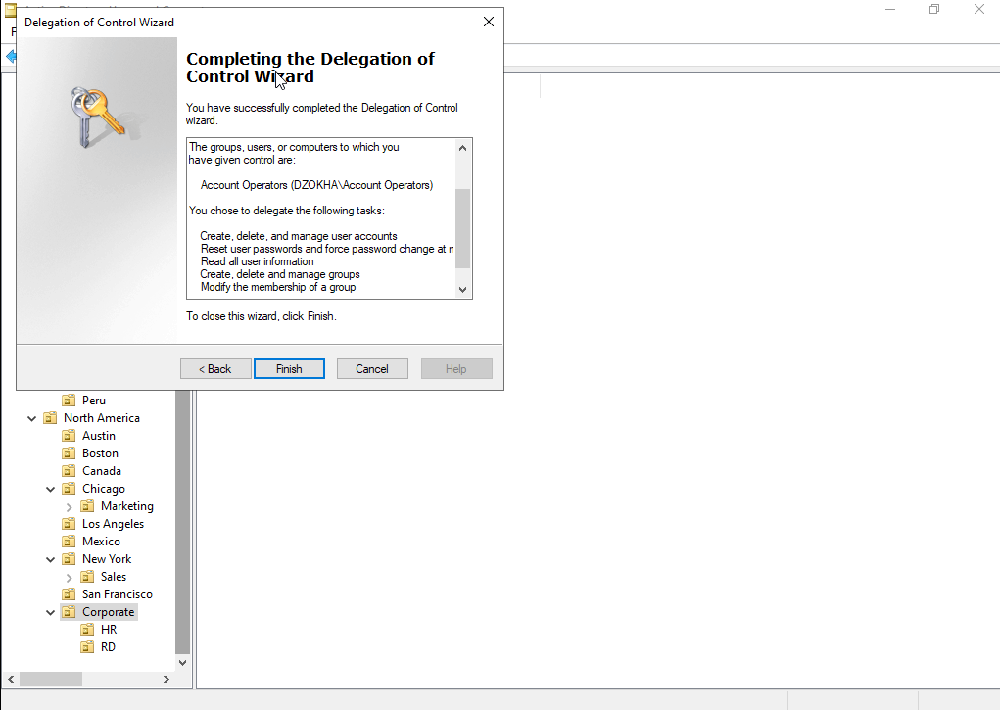 Delegation of Control Wizard
Completing the Delegation of
Control Wizard
You have successfully completed the Delegation of Control
wizard.
The groups, users, or computers to which you
have given control are:
Account Operators (DZOKHA\Account Operators)
You chose to delegate the following tasks:
Create, delete, and manage user accounts
Reset user passwords and force password change at n
Read all user information
Create, delete and manage groups
Modify the membership of a group
To close this wizard, click Finish.
< Back
Finish
Cancel
Help
Peru
North America
Austin
Boston
Canada
Chicago
Marketing
Los Angeles
Mexico
New York
Sales
San Francisco
Corporate
HR
RD